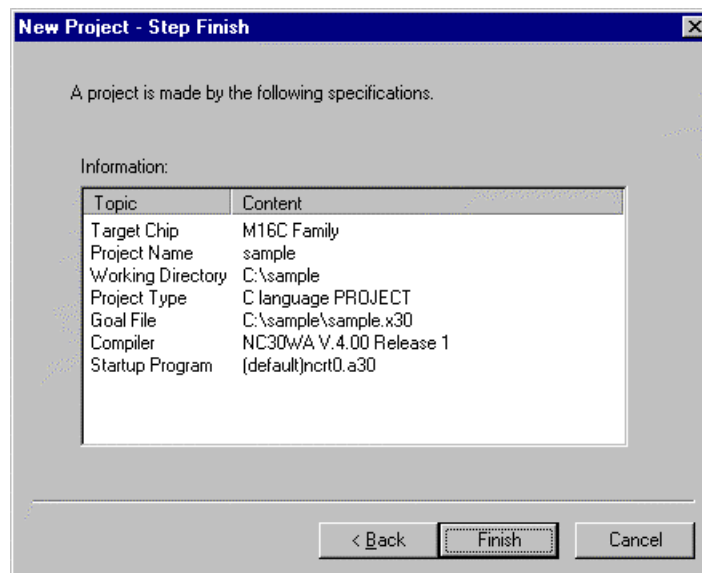 New Project - Step Finish
A project is made by the following specifications.
Information:
Topic Content
Target Chip M16C Family
Project Name sample
Working Directory C:\sample
Project Type C language PROJECT
Goal File C:\sample\sample.x30
Compiler NC30WA V.4.00 Release 1
Startup Program (default)ncrt0.a30
< Back Finish Cancel